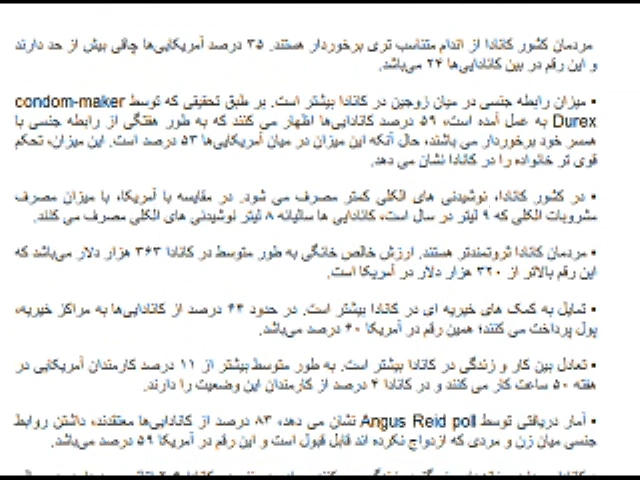 مردمان کشور کانادا از اندام متناسب تری برخوردار هستند. ۳۵ درصد آمریکایی‌ها چاقی بیش از حد دارند
و این رقم در بین کانادایی‌ها ۲۴ می‌باشد.
• میزان رابطه جنسی در میان زوجین در کانادا بیشتر است. بر طبق تحقیقی که توسط condom-maker
Durex به عمل آمده است، ۵۹ درصد کانادایی‌ها اظهار می کنند که به طور هفتگی از رابطه جنسی با
همسر خود برخوردار می باشند، حال آنکه این میزان در میان آمریکایی‌ها ۵۳ درصد است. این میزان، تحکم
قوی تر خانواده را در کانادا نشان می دهد.
• در کشور کانادا، نوشیدنی های الکلی کمتر مصرف می شود. در مقایسه با آمریکا، با میزان مصرف
مشروبات الکلی که ۹ لیتر در سال است، کانادایی ها سالیانه ۸ لیتر نوشیدنی های الکلی مصرف می کنند.
• مردمان کانادا ثروتمندتر هستند. ارزش خالص خانگی به طور متوسط در کانادا ۳۶۳ هزار دلار می‌باشد که
این رقم بالاتر از ۳۲۰ هزار دلار در آمریکا است.
• تمایل به کمک های خیریه ای در کانادا بیشتر است. در حدود ۶۴ درصد از کانادایی‌ها به مراکز خیریه،
پول پرداخت می کنند؛ همین رقم در آمریکا ۶۰ درصد می‌باشد.
• تعادل بین کار و زندگی در کانادا بیشتر است. به طور متوسط بیشتر از ۱۱ درصد کارمندان آمریکایی در
هفته ۵۰ ساعت کار می کنند و در کانادا ۴ درصد از کارمندان این وضعیت را دارند.
• آمار دریافتی توسط Angus Reid poll نشان می دهد، ۸۳ درصد از کانادایی‌ها معتقدند، داشتن روابط
جنسی میان زن و مردی که ازدواج نکرده اند قابل قبول است و این رقم در آمریکا ۵۹ درصد می‌باشد.